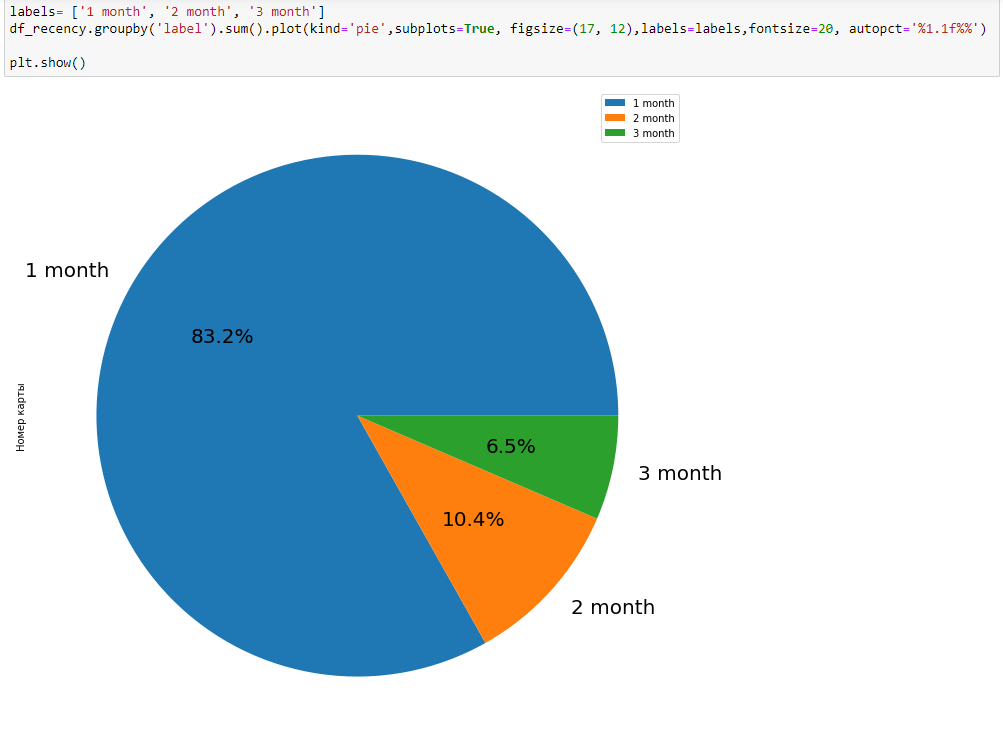 labels= ['1 month', '2 month', '3 month']
df_recency.groupby('label').sum().plot(kind='pie',subplots=True, figsize=(17, 12),labels=labels,fontsize=20, autopct='%1.1f%%')
plt.show()
1 month
2 month
3 month
1 month
83.2%
Номер карты
6.5%
3 month
10.4%
2 month